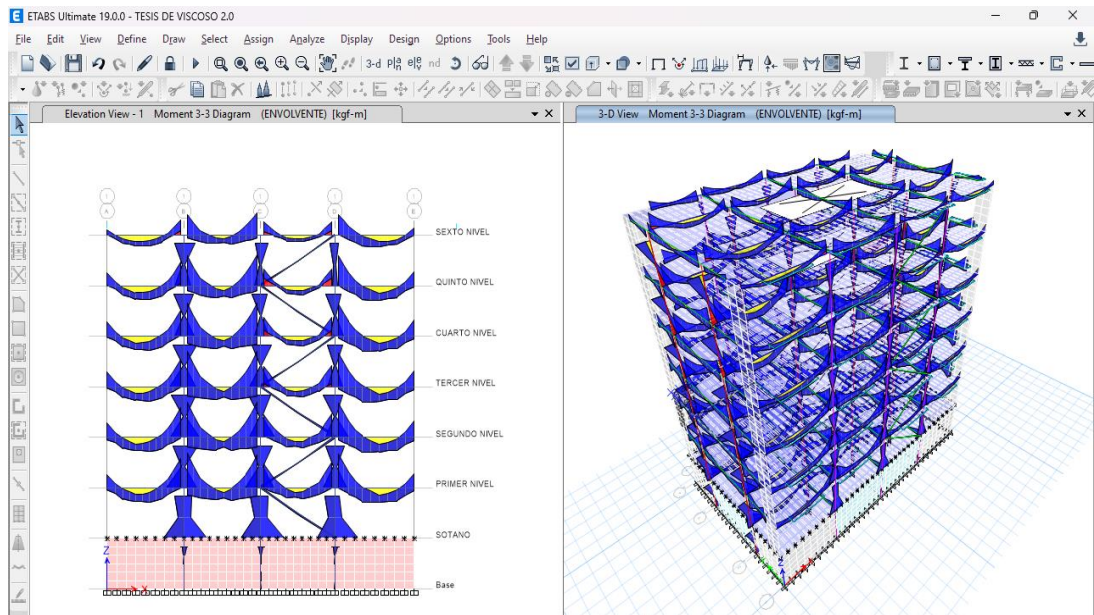 ETABS Ultimate 19.0.0 - TESIS DE VISCOSO 2.0
File Edit View Define Draw Select Assign Analyze Display Design Options Tools Help
3-d
nd
Elevation View - 1 Moment 3-3 Diagram (ENVOLVENTE) [kgf-m]
3-D View Moment 3-3 Diagram (ENVOLVENTE) [kgf-m]
SEXTO NIVEL
QUINTO NIVEL
CUARTO NIVEL
TERCER NIVEL
SEGUNDO NIVEL
PRIMER NIVEL
SOTANO
Z
X
Base
Z